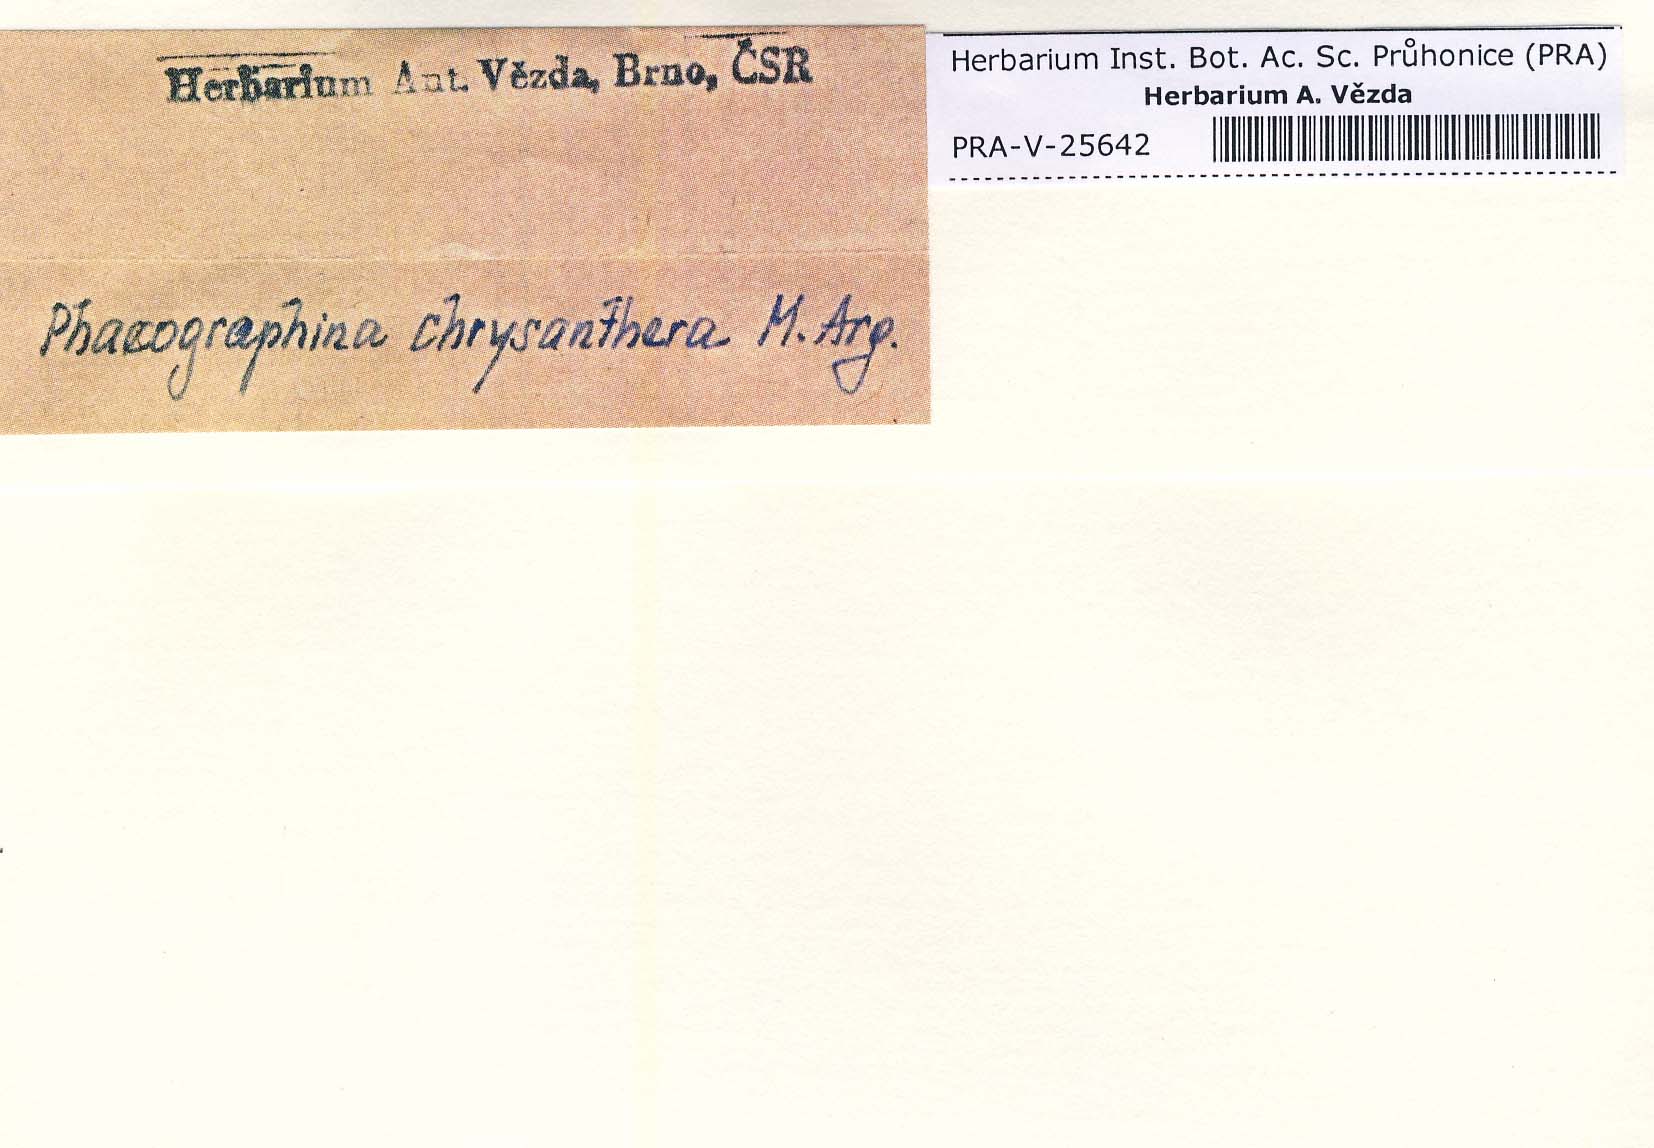 Herbarium Ant. Vězda, Brno, ČSR
Phaeographina chrysanthera M. Arg.
Herbarium Inst. Bot. Ac. Sc. Průhonice (PRA)
Herbarium A. Vězda
PRA-V-25642